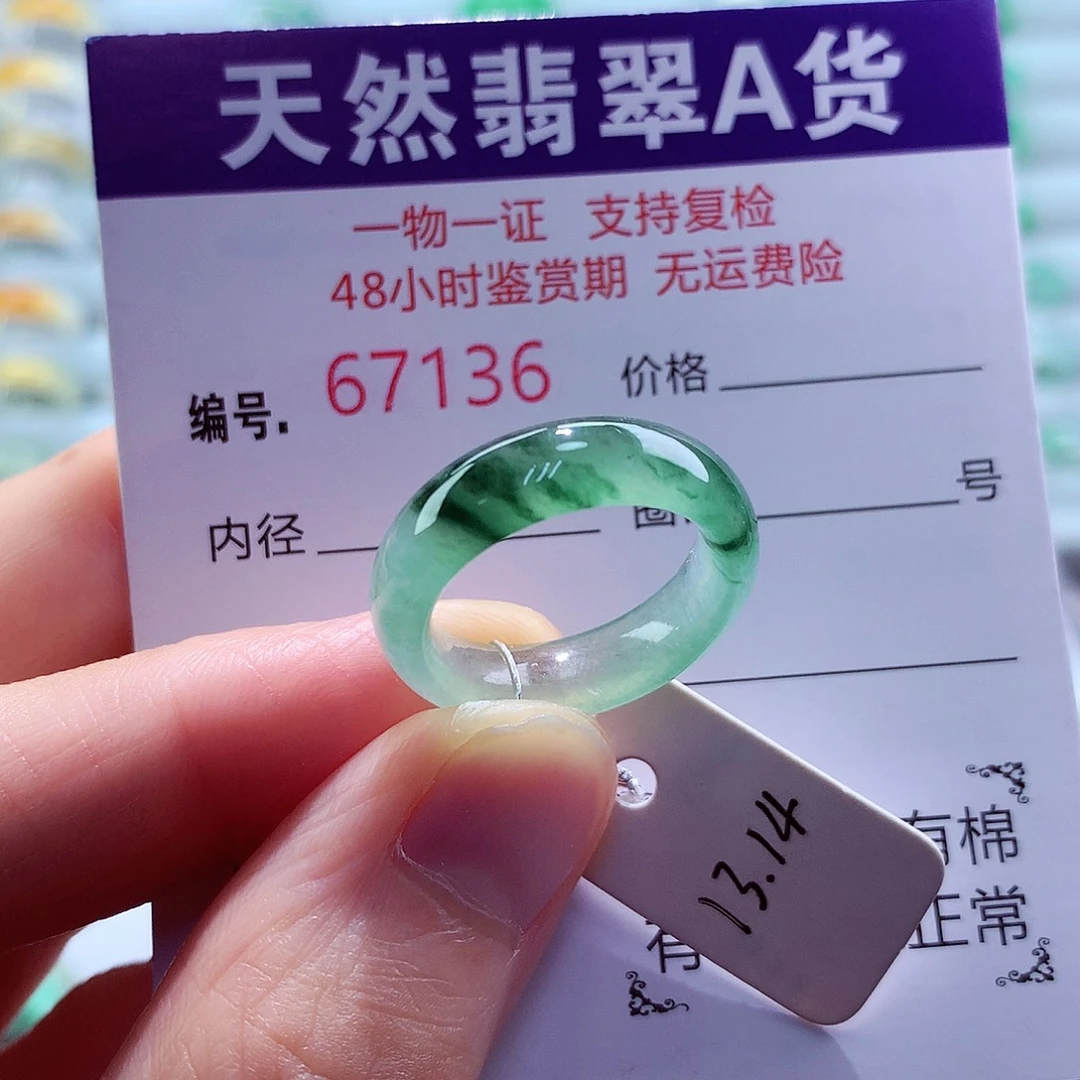 天然翡翠A货
一物一证 支持复检
48小时鉴赏期 无运费险
编号. 67136 价格
内径 圈 号
13.14
有棉
有 正常